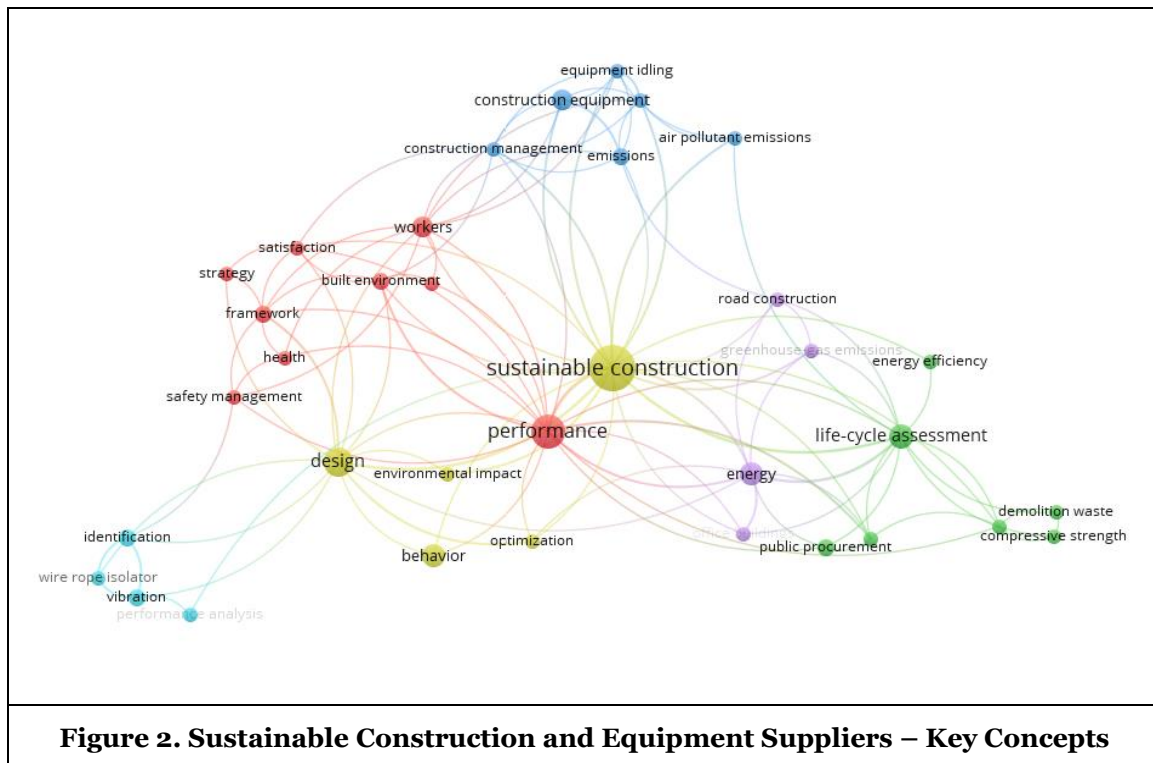 equipment idling
construction equipment
air pollutant emissions
construction management
emissions
workers
satisfaction
strategy
built environment
road construction
framework
greenhouse gas emissions
health
energy efficiency
sustainable construction
safety management
performance
life-cycle assessment
design
environmental impact
energy
demolition waste
office buildings
compressive strength
identification
optimization
public procurement
behavior
wire rope isolator
vibration
performance analysis
Figure 2. Sustainable Construction and Equipment Suppliers – Key Concepts